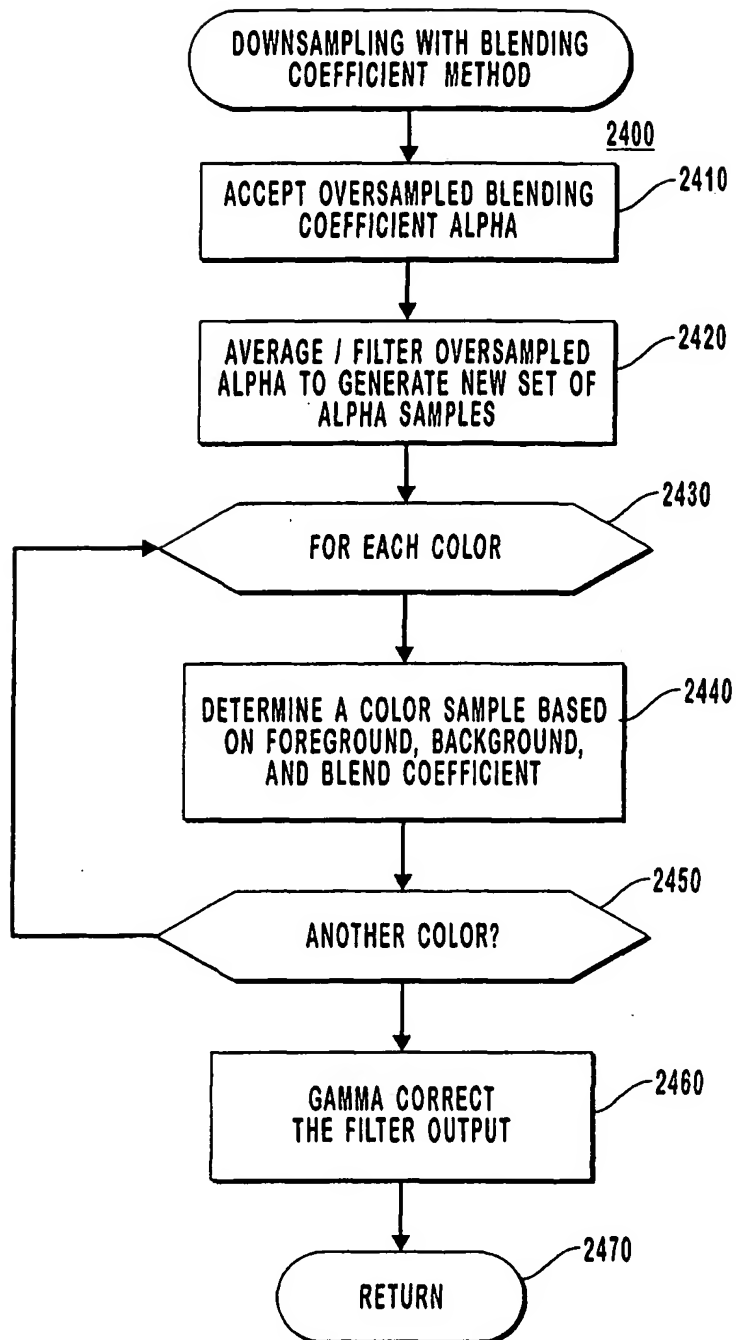 DOWNSAMPLING WITH BLENDING
COEFFICIENT METHOD
2400
ACCEPT OVERSAMPLED BLENDING
COEFFICIENT ALPHA
2410
AVERAGE / FILTER OVERSAMPLED
ALPHA TO GENERATE NEW SET OF
ALPHA SAMPLES
2420
FOR EACH COLOR
2430
DETERMINE A COLOR SAMPLE BASED
ON FOREGROUND, BACKGROUND,
AND BLEND COEFFICIENT
2440
ANOTHER COLOR?
2450
GAMMA CORRECT
THE FILTER OUTPUT
2460
RETURN
2470